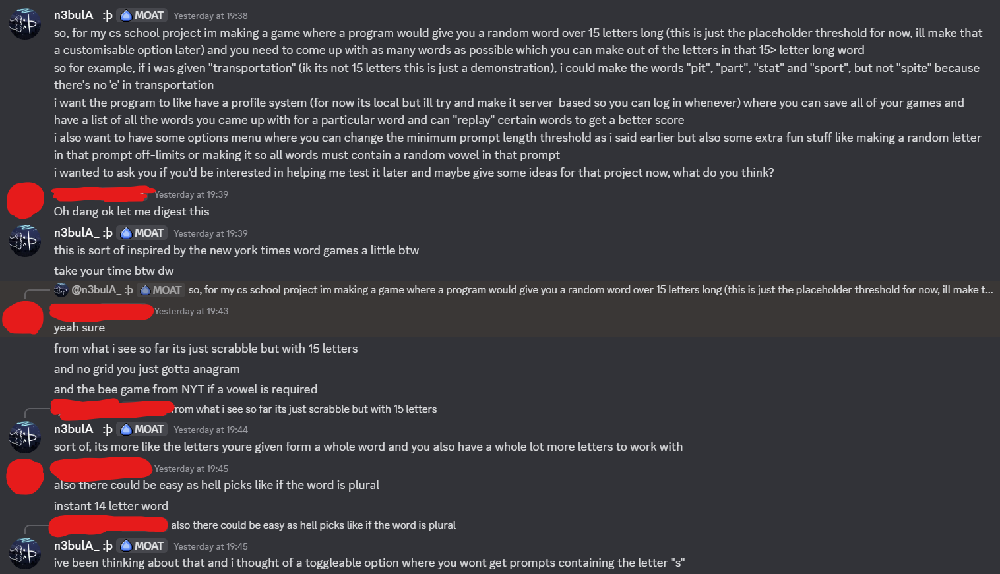 n3bulA_ :þ MOAT Yesterday at 19:38
so, for my cs school project im making a game where a program would give you a random word over 15 letters long (this is just the placeholder threshold for now, ill make that
a customisable option later) and you need to come up with as many words as possible which you can make out of the letters in that 15> letter long word
so for example, if i was given "transportation" (ik its not 15 letters this is just a demonstration), i could make the words "pit", "part", "stat" and "sport", but not "spite" because
there's no 'e' in transportation
i want the program to like have a profile system (for now its local but ill try and make it server-based so you can log in whenever) where you can save all of your games and
have a list of all the words you came up with for a particular word and can "replay" certain words to get a better score
i also want to have some options menu where you can change the minimum prompt length threshold as i said earlier but also some extra fun stuff like making a random letter
in that prompt off-limits or making it so all words must contain a random vowel in that prompt
i wanted to ask you if you'd be interested in helping me test it later and maybe give some ideas for that project now, what do you think?
Yesterday at 19:39
Oh dang ok let me digest this
n3bulA_ :þ MOAT Yesterday at 19:39
this is sort of inspired by the new york times word games a little btw
take your time btw dw
@n3bulA_ :þ MOAT so, for my cs school project im making a game where a program would give you a random word over 15 letters long (this is just the placeholder threshold for now, ill make t...
Yesterday at 19:43
yeah sure
from what i see so far its just scrabble but with 15 letters
and no grid you just gotta anagram
and the bee game from NYT if a vowel is required
from what i see so far its just scrabble but with 15 letters
n3bulA_ :þ MOAT Yesterday at 19:44
sort of, its more like the letters youre given form a whole word and you also have a whole lot more letters to work with
Yesterday at 19:45
also there could be easy as hell picks like if the word is plural
instant 14 letter word
also there could be easy as hell picks like if the word is plural
n3bulA_ :þ MOAT Yesterday at 19:45
ive been thinking about that and i thought of a toggleable option where you wont get prompts containing the letter "s"